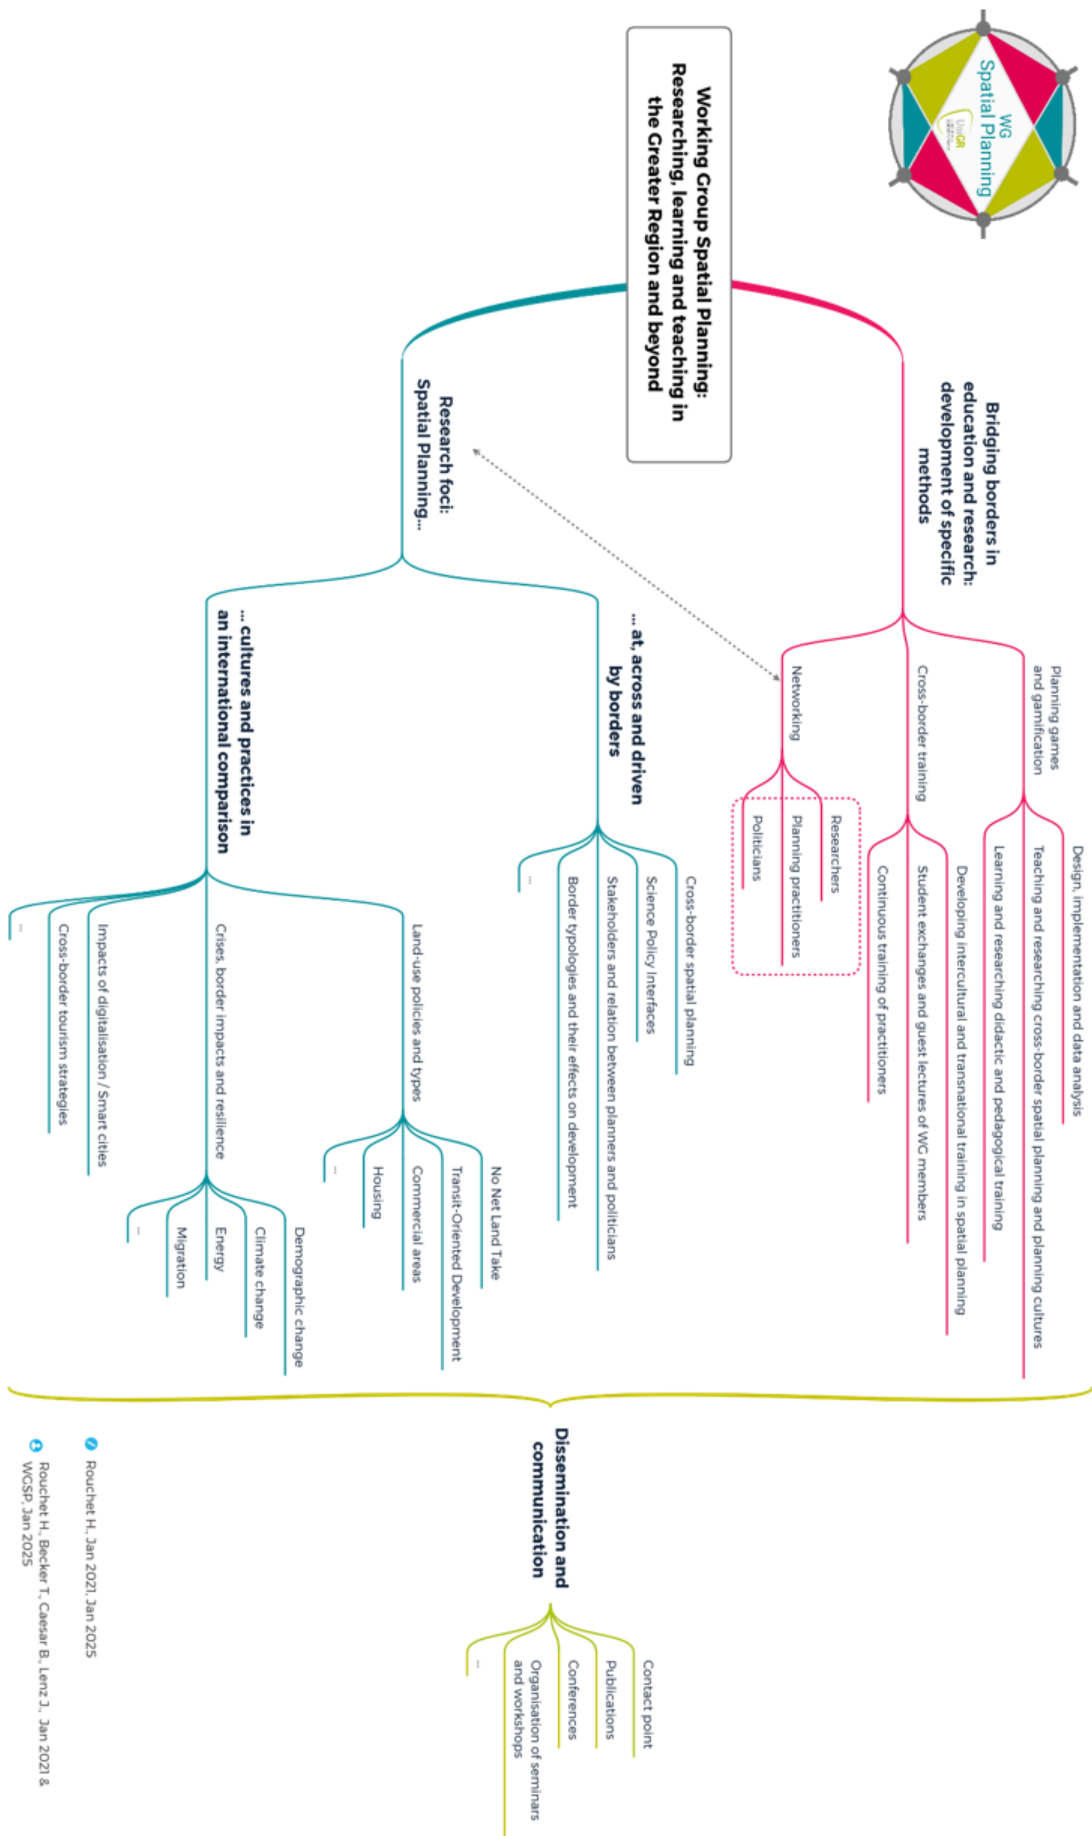 WG
Spatial Planning
UniGR
Working Group Spatial Planning:
Researching, learning and teaching in
the Greater Region and beyond
Bridging borders in
education and research:
development of specific
methods
Planning games
and gamification
Design, implementation and data analysis
Teaching and researching cross-border spatial planning and planning cultures
Learning and researching didactic and pedagogical training
Cross-border training
Developing intercultural and transnational training in spatial planning
Student exchanges and guest lectures of WG members
Continuous training of practitioners
Networking
Researchers
Planning practitioners
Politicians
Research foci:
Spatial Planning...
... at, across and driven
by borders
Cross-border spatial planning
Science Policy Interfaces
Stakeholders and relation between planners and politicians
Border typologies and their effects on development
...
... cultures and practices in
an international comparison
Land-use policies and types
No Net Land Take
Transit-Oriented Development
Commercial areas
Housing
...
Crises, border impacts and resilience
Demographic change
Climate change
Energy
Migration
...
Impacts of digitalisation / Smart cities
Cross-border tourism strategies
...
Dissemination and
communication
Contact point
Publications
Conferences
Organisation of seminars
and workshops
...
Rouchet H., Jan 2021, Jan 2025
Rouchet H., Becker T., Caesar B., Lenz J., Jan 2021 &
WGSP, Jan 2025